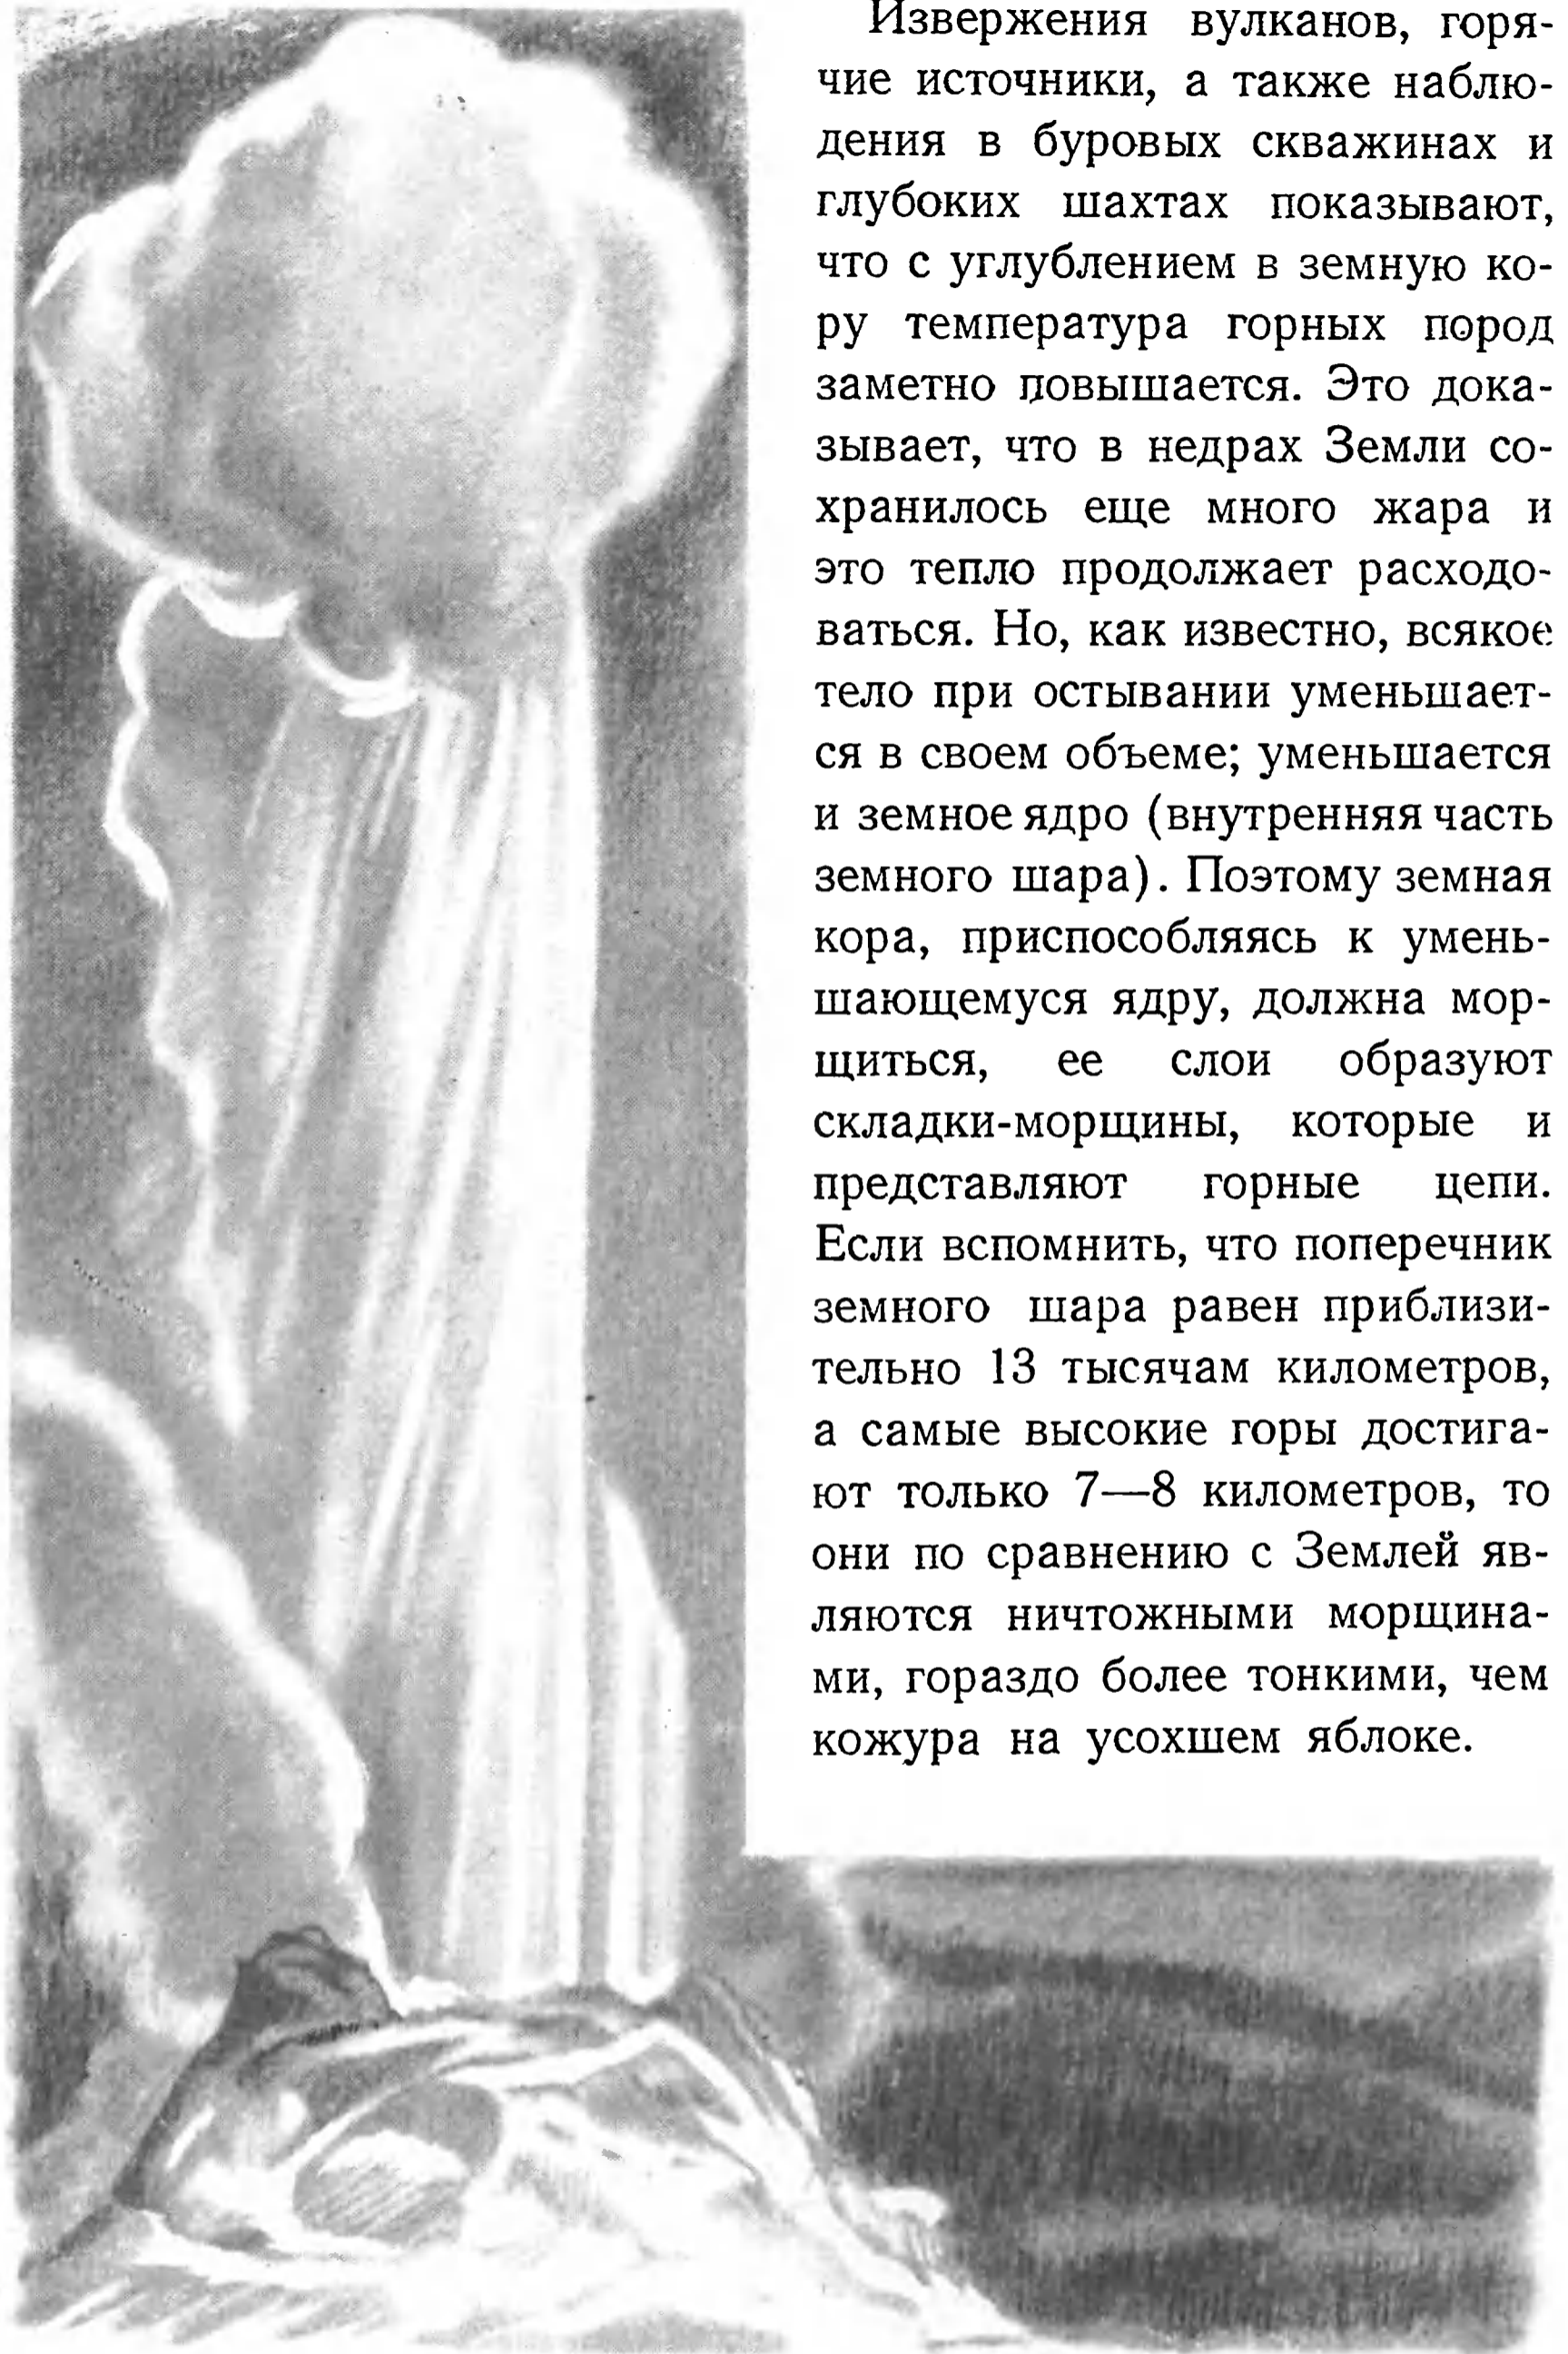 Извержения вулканов, горя-
чие источники, а также наблю-
дения в буровых скважинах и
глубоких шахтах показывают,
что с углублением в земную ко-
ру температура горных пород
заметно повышается. Это дока-
зывает, что в недрах Земли со-
хранилось еще много жара и
это тепло продолжает расходо-
ваться. Но, как известно, всякое
тело при остывании уменьшает-
ся в своем объеме; уменьшается
и земное ядро (внутренняя часть
земного шара). Поэтому земная
кора, приспособляясь к умень-
шающемуся ядру, должна мор-
щиться, ее слои образуют
складки-морщины, которые и
представляют горные цепи.
Если вспомнить, что поперечник
земного шара равен приблизи-
тельно 13 тысячам километров,
а самые высокие горы достига-
ют только 7—8 километров, то
они по сравнению с Землей яв-
ляются ничтожными морщина-
ми, гораздо более тонкими, чем
кожура на усохшем яблоке.